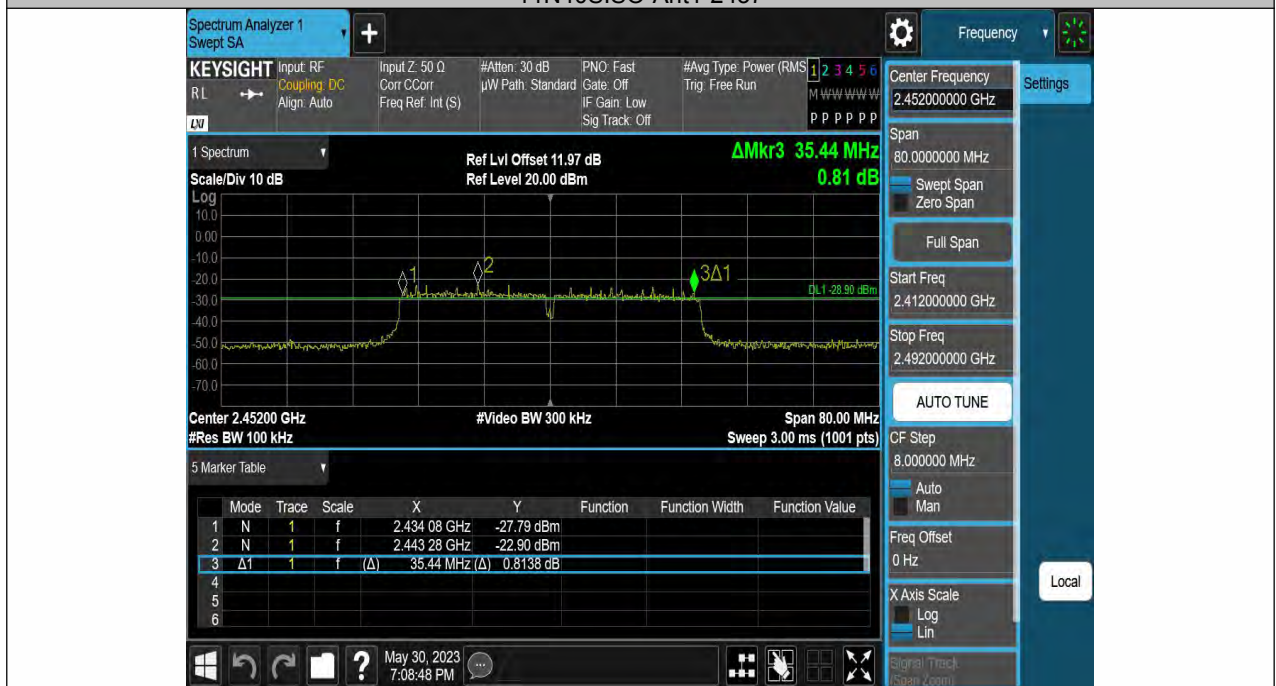 Spectrum Analyzer 1
Swept SA
+
Frequency
KEYSIGHT
RL
LXI
Input: RF
Coupling: DC
Align: Auto
Input Z: 50 Ω
Corr CCorr
Freq Ref: Int (S)
#Atten: 30 dB
µW Path: Standard
PNO: Fast
Gate: Off
IF Gain: Low
Sig Track: Off
#Avg Type: Power (RMS
Trig: Free Run
1 2 3 4 5 6
M W W W W W
P P P P P P
Center Frequency
2.452000000 GHz
Settings
Span
80.0000000 MHz
Swept Span
Zero Span
Full Span
Start Freq
2.412000000 GHz
Stop Freq
2.492000000 GHz
AUTO TUNE
CF Step
8.000000 MHz
Auto
Man
Freq Offset
0 Hz
X Axis Scale
Log
Lin
Signal Track
(Span Zoom)
Local
1 Spectrum
Scale/Div 10 dB
Ref Lvl Offset 11.97 dB
Ref Level 20.00 dBm
ΔMkr3 35.44 MHz
0.81 dB
Log
10.0
0.00
-10.0
-20.0
-30.0
-40.0
-50.0
-60.0
-70.0
1
2
3Δ1
DL1 -28.90 dBm
Center 2.45200 GHz
#Video BW 300 kHz
Span 80.00 MHz
#Res BW 100 kHz
Sweep 3.00 ms (1001 pts)
5 Marker Table
Mode Trace Scale X Y Function Function Width Function Value
1 N 1 f 2.434 08 GHz -27.79 dBm
2 N 1 f 2.443 28 GHz -22.90 dBm
3 Δ1 1 f (Δ) 35.44 MHz (Δ) 0.8138 dB
4
5
6
?
May 30, 2023
7:08:48 PM